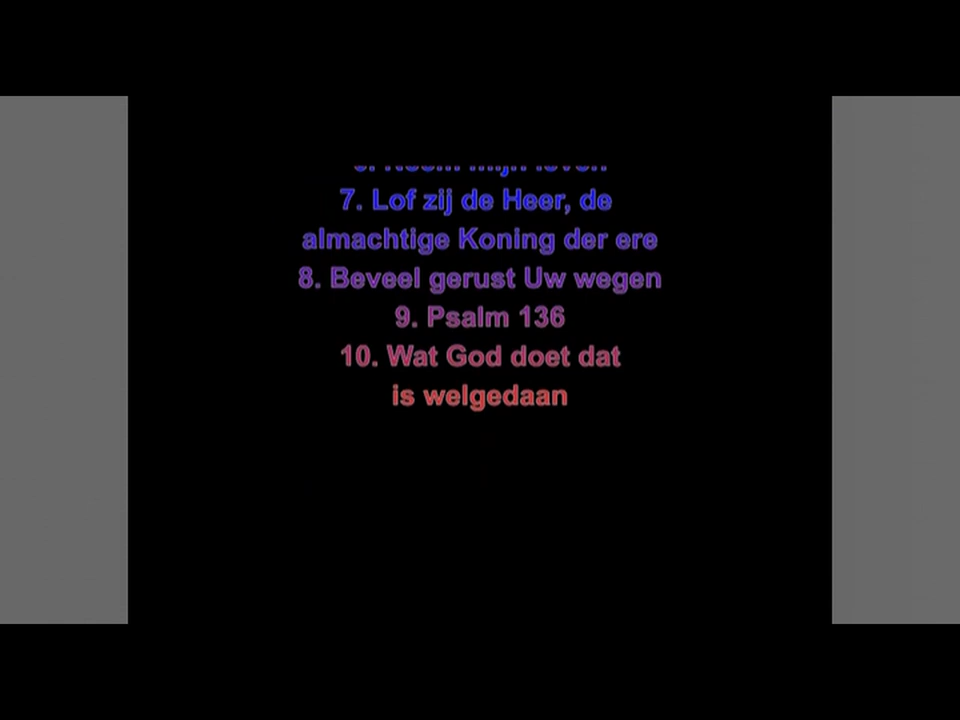 7. Lof zij de Heer, de
almachtige Koning der ere
8. Beveel gerust Uw wegen
9. Psalm 136
10. Wat God doet dat
is welgedaan